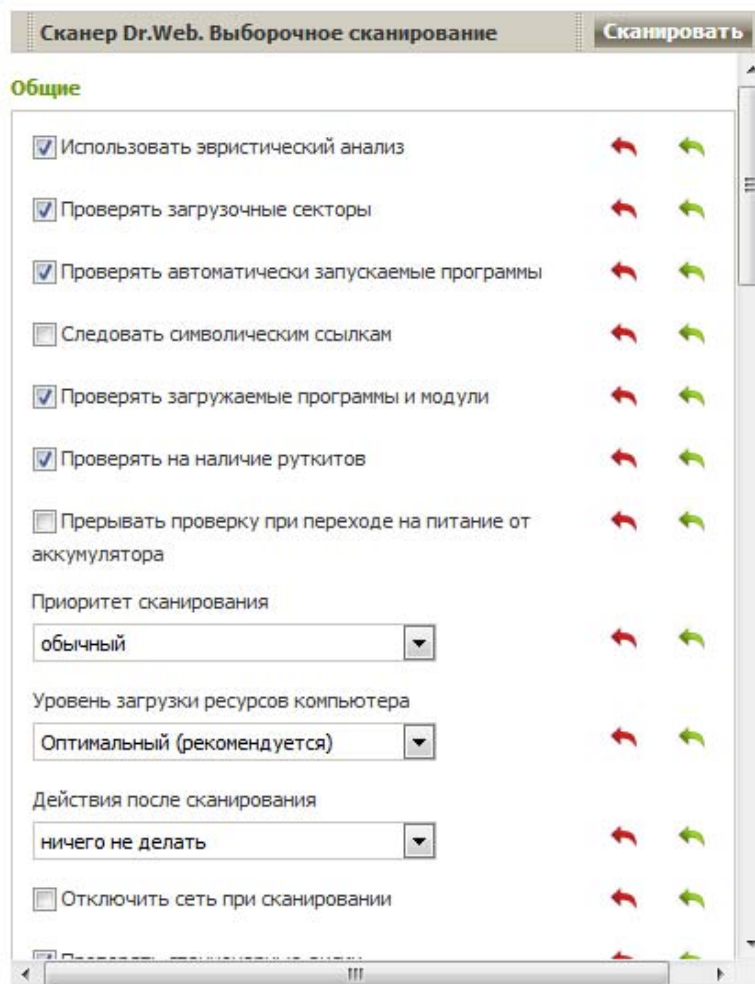 Сканер Dr.Web. Выборочное сканирование
Сканировать
Общие
Использовать эвристический анализ
Проверять загрузочные секторы
Проверять автоматически запускаемые программы
Следовать символическим ссылкам
Проверять загружаемые программы и модули
Проверять на наличие руткитов
Прерывать проверку при переходе на питание от
аккумулятора
Приоритет сканирования
обычный
Уровень загрузки ресурсов компьютера
Оптимальный (рекомендуется)
Действия после сканирования
ничего не делать
Отключить сеть при сканировании